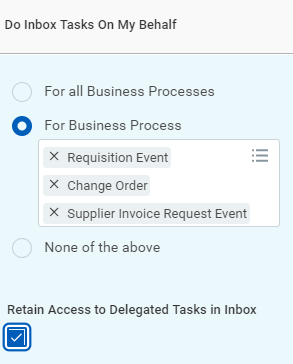 Do Inbox Tasks On My Behalf
For all Business Processes
For Business Process
Requisition Event
Change Order
Supplier Invoice Request Event
None of the above
Retain Access to Delegated Tasks in Inbox